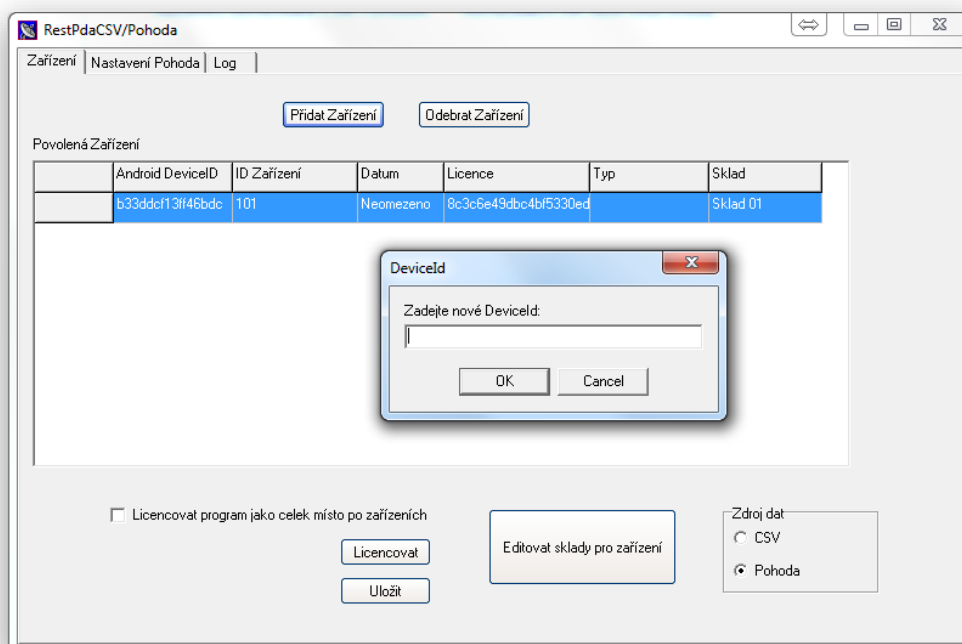 RestPdaCSV/Pohoda
Zařízení Nastavení Pohoda Log
Přidat Zařízení Odebrat Zařízení
Povolená Zařízení
Android DeviceID ID Zařízení Datum Licence Typ Sklad
b33ddcf13ff46bdc 101 Neomezeno 8c3c6e49dbc4bf5330ed Sklad 01
DeviceId
Zadejte nové DeviceId:
OK Cancel
Licencovat program jako celek místo po zařízeních
Licencovat
Uložit
Editovat sklady pro zařízení
Zdroj dat
CSV
Pohoda